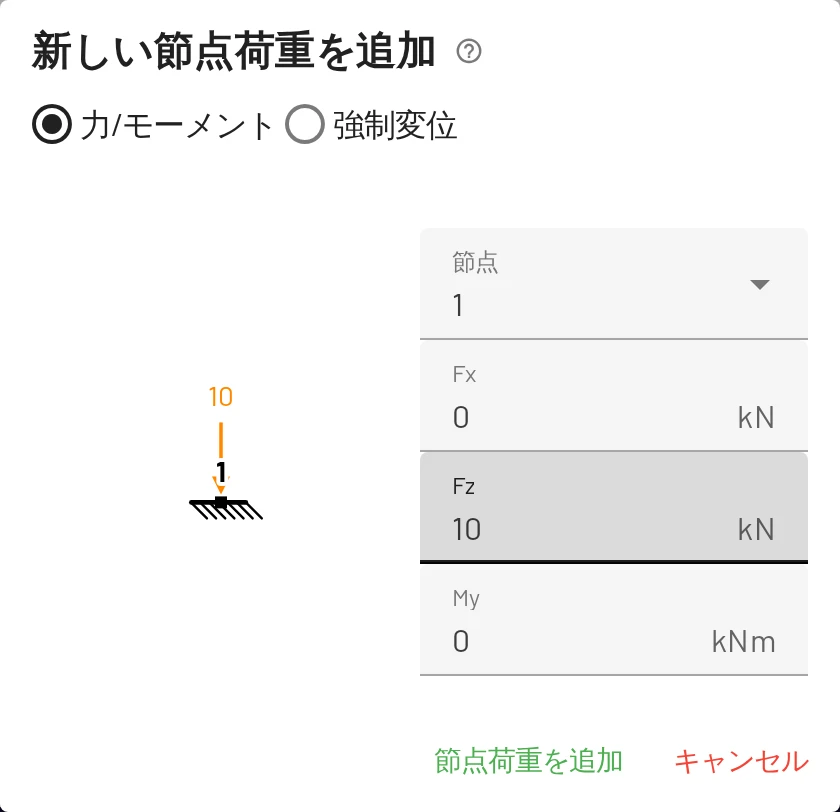 新しい節点荷重を追加
力/モーメント 強制変位
節点
1
Fx
0 kN
10
1
Fz
10 kN
My
0 kNm
節点荷重を追加 キャンセル